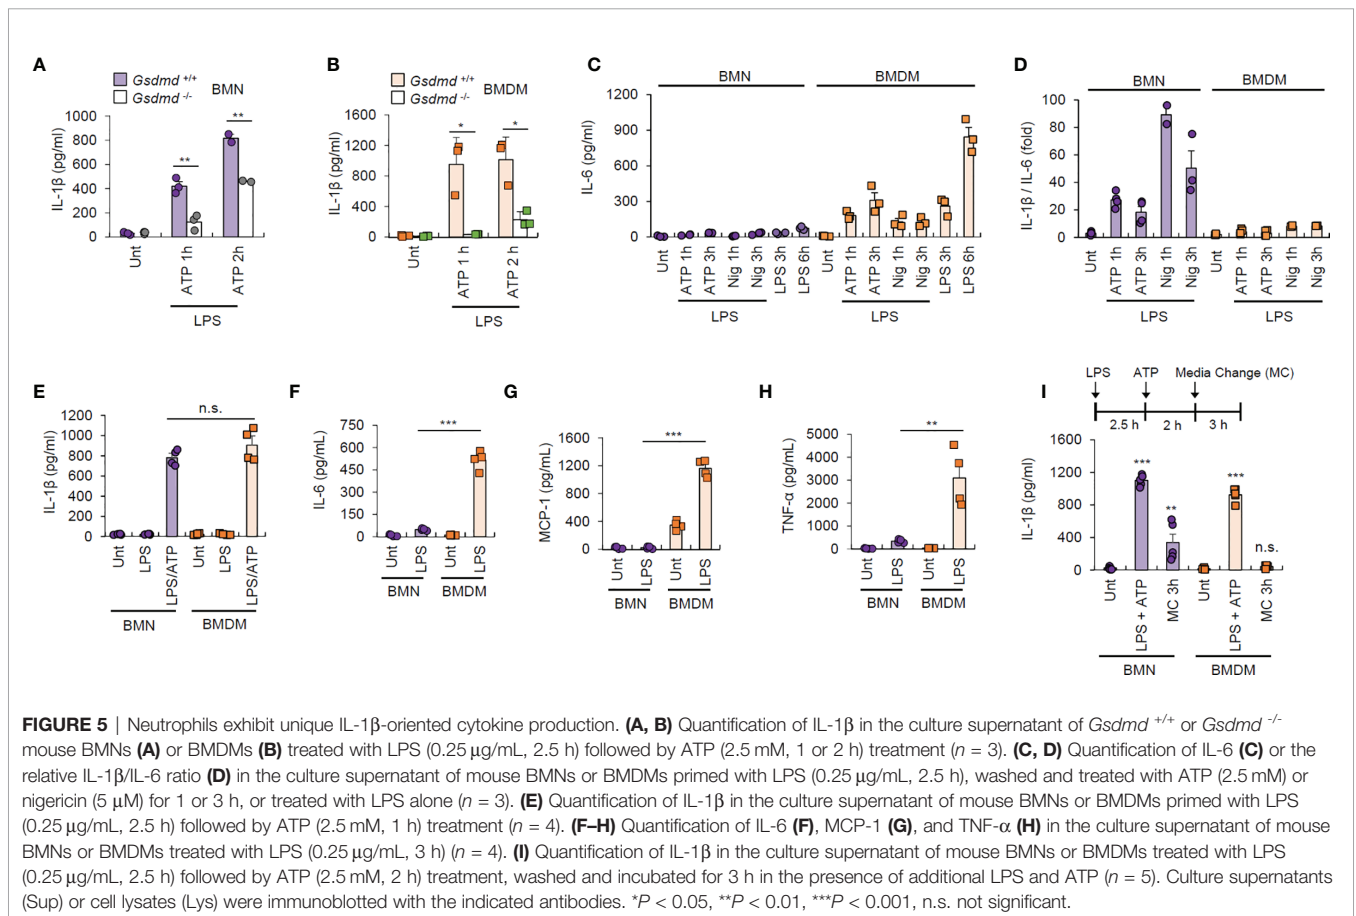 A
Gsdmd +/+
Gsdmd -/-
BMN
IL-1β (pg/ml)
1000
800
600
400
200
0
**
**
Unt
ATP 1h
ATP 2h
LPS
B
Gsdmd +/+
Gsdmd -/-
BMDM
IL-1β (pg/ml)
1600
1200
800
400
0
*
*
Unt
ATP 1h
ATP 2 h
LPS
C
BMN
BMDM
IL-6 (pg/ml)
1200
900
600
300
0
Unt
ATP 1h
ATP 3h
Nig 1h
Nig 3h
LPS 3h
LPS 6h
Unt
ATP 1h
ATP 3h
Nig 1h
Nig 3h
LPS 3h
LPS 6h
LPS
LPS
D
BMN
BMDM
IL-1β / IL-6 (fold)
100
80
60
40
20
0
Unt
ATP 1h
ATP 3h
Nig 1h
Nig 3h
Unt
ATP 1h
ATP 3h
Nig 1h
Nig 3h
LPS
LPS
E
IL-1β (pg/ml)
1200
1000
800
600
400
200
0
n.s.
Unt
LPS
LPS/ATP
Unt
LPS
LPS/ATP
BMN
BMDM
F
IL-6 (pg/mL)
750
600
450
300
150
0
***
Unt
LPS
Unt
LPS
BMN
BMDM
G
MCP-1 (pg/mL)
1600
1200
800
400
0
***
Unt
LPS
Unt
LPS
BMN
BMDM
H
TNF-α (pg/mL)
5000
4000
3000
2000
1000
0
**
Unt
LPS
Unt
LPS
BMN
BMDM
I
LPS
ATP
Media Change (MC)
2.5 h
2 h
3 h
IL-1β (pg/ml)
1600
1200
800
400
0
***
**
***
n.s.
Unt
LPS + ATP
MC 3h
Unt
LPS + ATP
MC 3h
BMN
BMDM
FIGURE 5 | Neutrophils exhibit unique IL-1β-oriented cytokine production. (A, B) Quantification of IL-1β in the culture supernatant of Gsdmd +/+ or Gsdmd -/-
mouse BMNs (A) or BMDMs (B) treated with LPS (0.25 μg/mL, 2.5 h) followed by ATP (2.5 mM, 1 or 2 h) treatment (n = 3). (C, D) Quantification of IL-6 (C) or the
relative IL-1β/IL-6 ratio (D) in the culture supernatant of mouse BMNs or BMDMs primed with LPS (0.25 μg/mL, 2.5 h), washed and treated with ATP (2.5 mM) or
nigericin (5 μM) for 1 or 3 h, or treated with LPS alone (n = 3). (E) Quantification of IL-1β in the culture supernatant of mouse BMNs or BMDMs primed with LPS
(0.25 μg/mL, 2.5 h) followed by ATP (2.5 mM, 1 h) treatment (n = 4). (F–H) Quantification of IL-6 (F), MCP-1 (G), and TNF-α (H) in the culture supernatant of mouse
BMNs or BMDMs treated with LPS (0.25 μg/mL, 3 h) (n = 4). (I) Quantification of IL-1β in the culture supernatant of mouse BMNs or BMDMs treated with LPS
(0.25 μg/mL, 2.5 h) followed by ATP (2.5 mM, 2 h) treatment, washed and incubated for 3 h in the presence of additional LPS and ATP (n = 5). Culture supernatants
(Sup) or cell lysates (Lys) were immunoblotted with the indicated antibodies. *P < 0.05, **P < 0.01, ***P < 0.001, n.s. not significant.